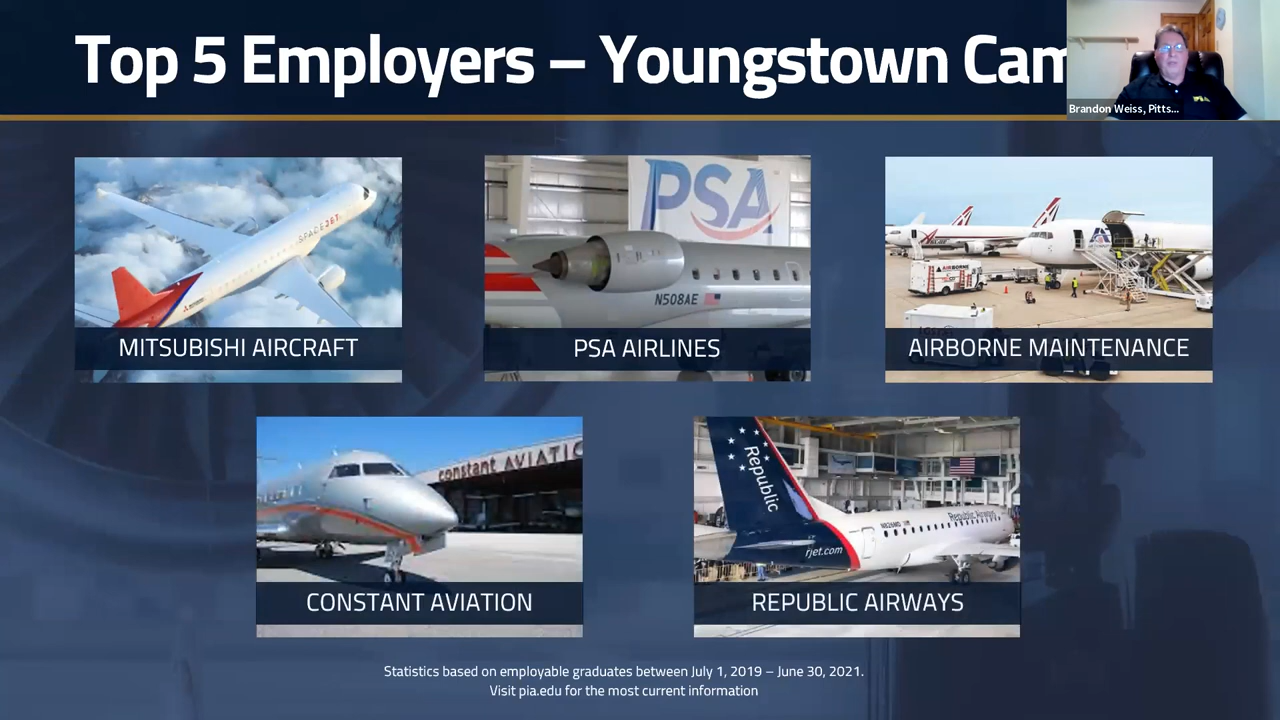 Top 5 Employers – Youngstown Cam
Brandon Weiss, Pitts...
PIA
SPACEJET
MITSUBISHI AIRCRAFT
PSA
N508AE
PSA AIRLINES
AIRBORNE
AIRBORNE MAINTENANCE
constant AVIATIO
CONSTANT AVIATION
Republic
Republic Airways
rjet.com
REPUBLIC AIRWAYS
Statistics based on employable graduates between July 1, 2019 – June 30, 2021.
Visit pia.edu for the most current information